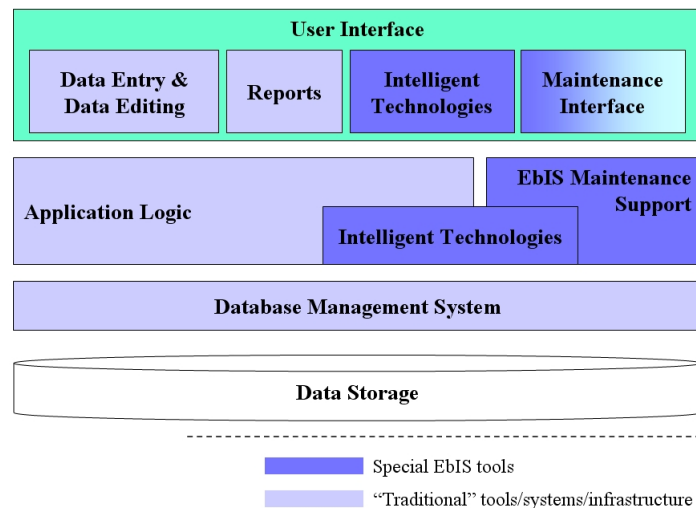 User Interface
Data Entry &
Data Editing
Reports
Intelligent
Technologies
Maintenance
Interface
Application Logic
EbIS Maintenance
Support
Intelligent Technologies
Database Management System
Data Storage
Special EbIS tools
“Traditional” tools/systems/infrastructure